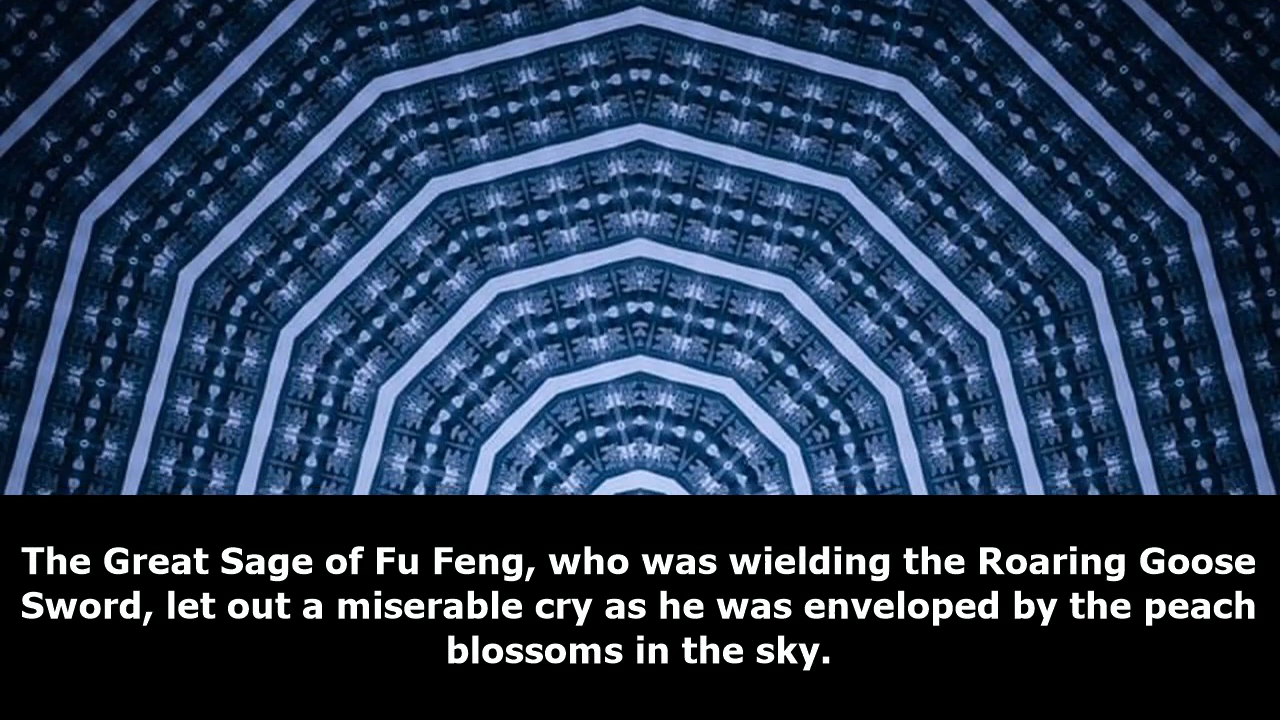 The Great Sage of Fu Feng, who was wielding the Roaring Goose
Sword, let out a miserable cry as he was enveloped by the peach
blossoms in the sky.